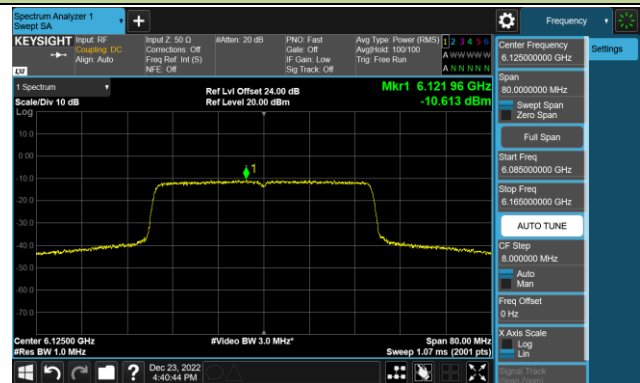 Spectrum Analyzer 1
Swept SA
+
Frequency
KEYSIGHT
Input: RF
Coupling: DC
Align: Auto
Input Z: 50 Ω
Corrections: Off
Freq Ref: Int (S)
NFE: Off
#Atten: 20 dB
PNO: Fast
Gate: Off
IF Gain: Low
Sig Track: Off
Avg Type: Power (RMS)
Avg|Hold: 100/100
Trig: Free Run
1 2 3 4 5 6
A W W W W W
A N N N N N
LXI
1 Spectrum
Scale/Div 10 dB
Ref Lvl Offset 24.00 dB
Ref Level 20.00 dBm
Mkr1 6.121 96 GHz
-10.613 dBm
Log
10.0
0.00
-10.0
-20.0
-30.0
-40.0
-50.0
-60.0
-70.0
1
Center 6.12500 GHz
#Res BW 1.0 MHz
#Video BW 3.0 MHz*
Span 80.00 MHz
Sweep 1.07 ms (2001 pts)
?
Dec 23, 2022
4:40:44 PM
Center Frequency
6.125000000 GHz
Settings
Span
80.0000000 MHz
Swept Span
Zero Span
Full Span
Start Freq
6.085000000 GHz
Stop Freq
6.165000000 GHz
AUTO TUNE
CF Step
8.000000 MHz
Auto
Man
Freq Offset
0 Hz
X Axis Scale
Log
Lin
Signal Track
(Span Zoom)